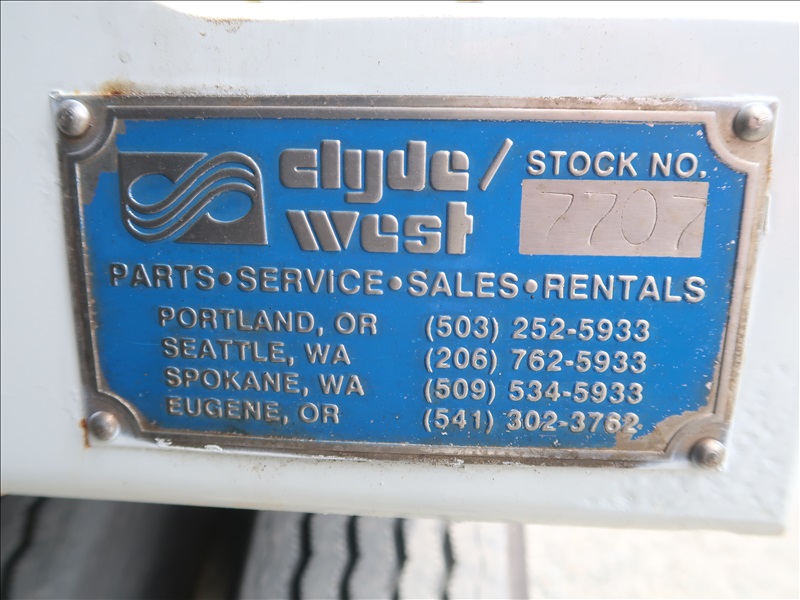 clyde/
west
STOCK NO.
7707
PARTS•SERVICE•SALES•RENTALS
PORTLAND, OR (503) 252-5933
SEATTLE, WA (206) 762-5933
SPOKANE, WA (509) 534-5933
EUGENE, OR (541) 302-3762